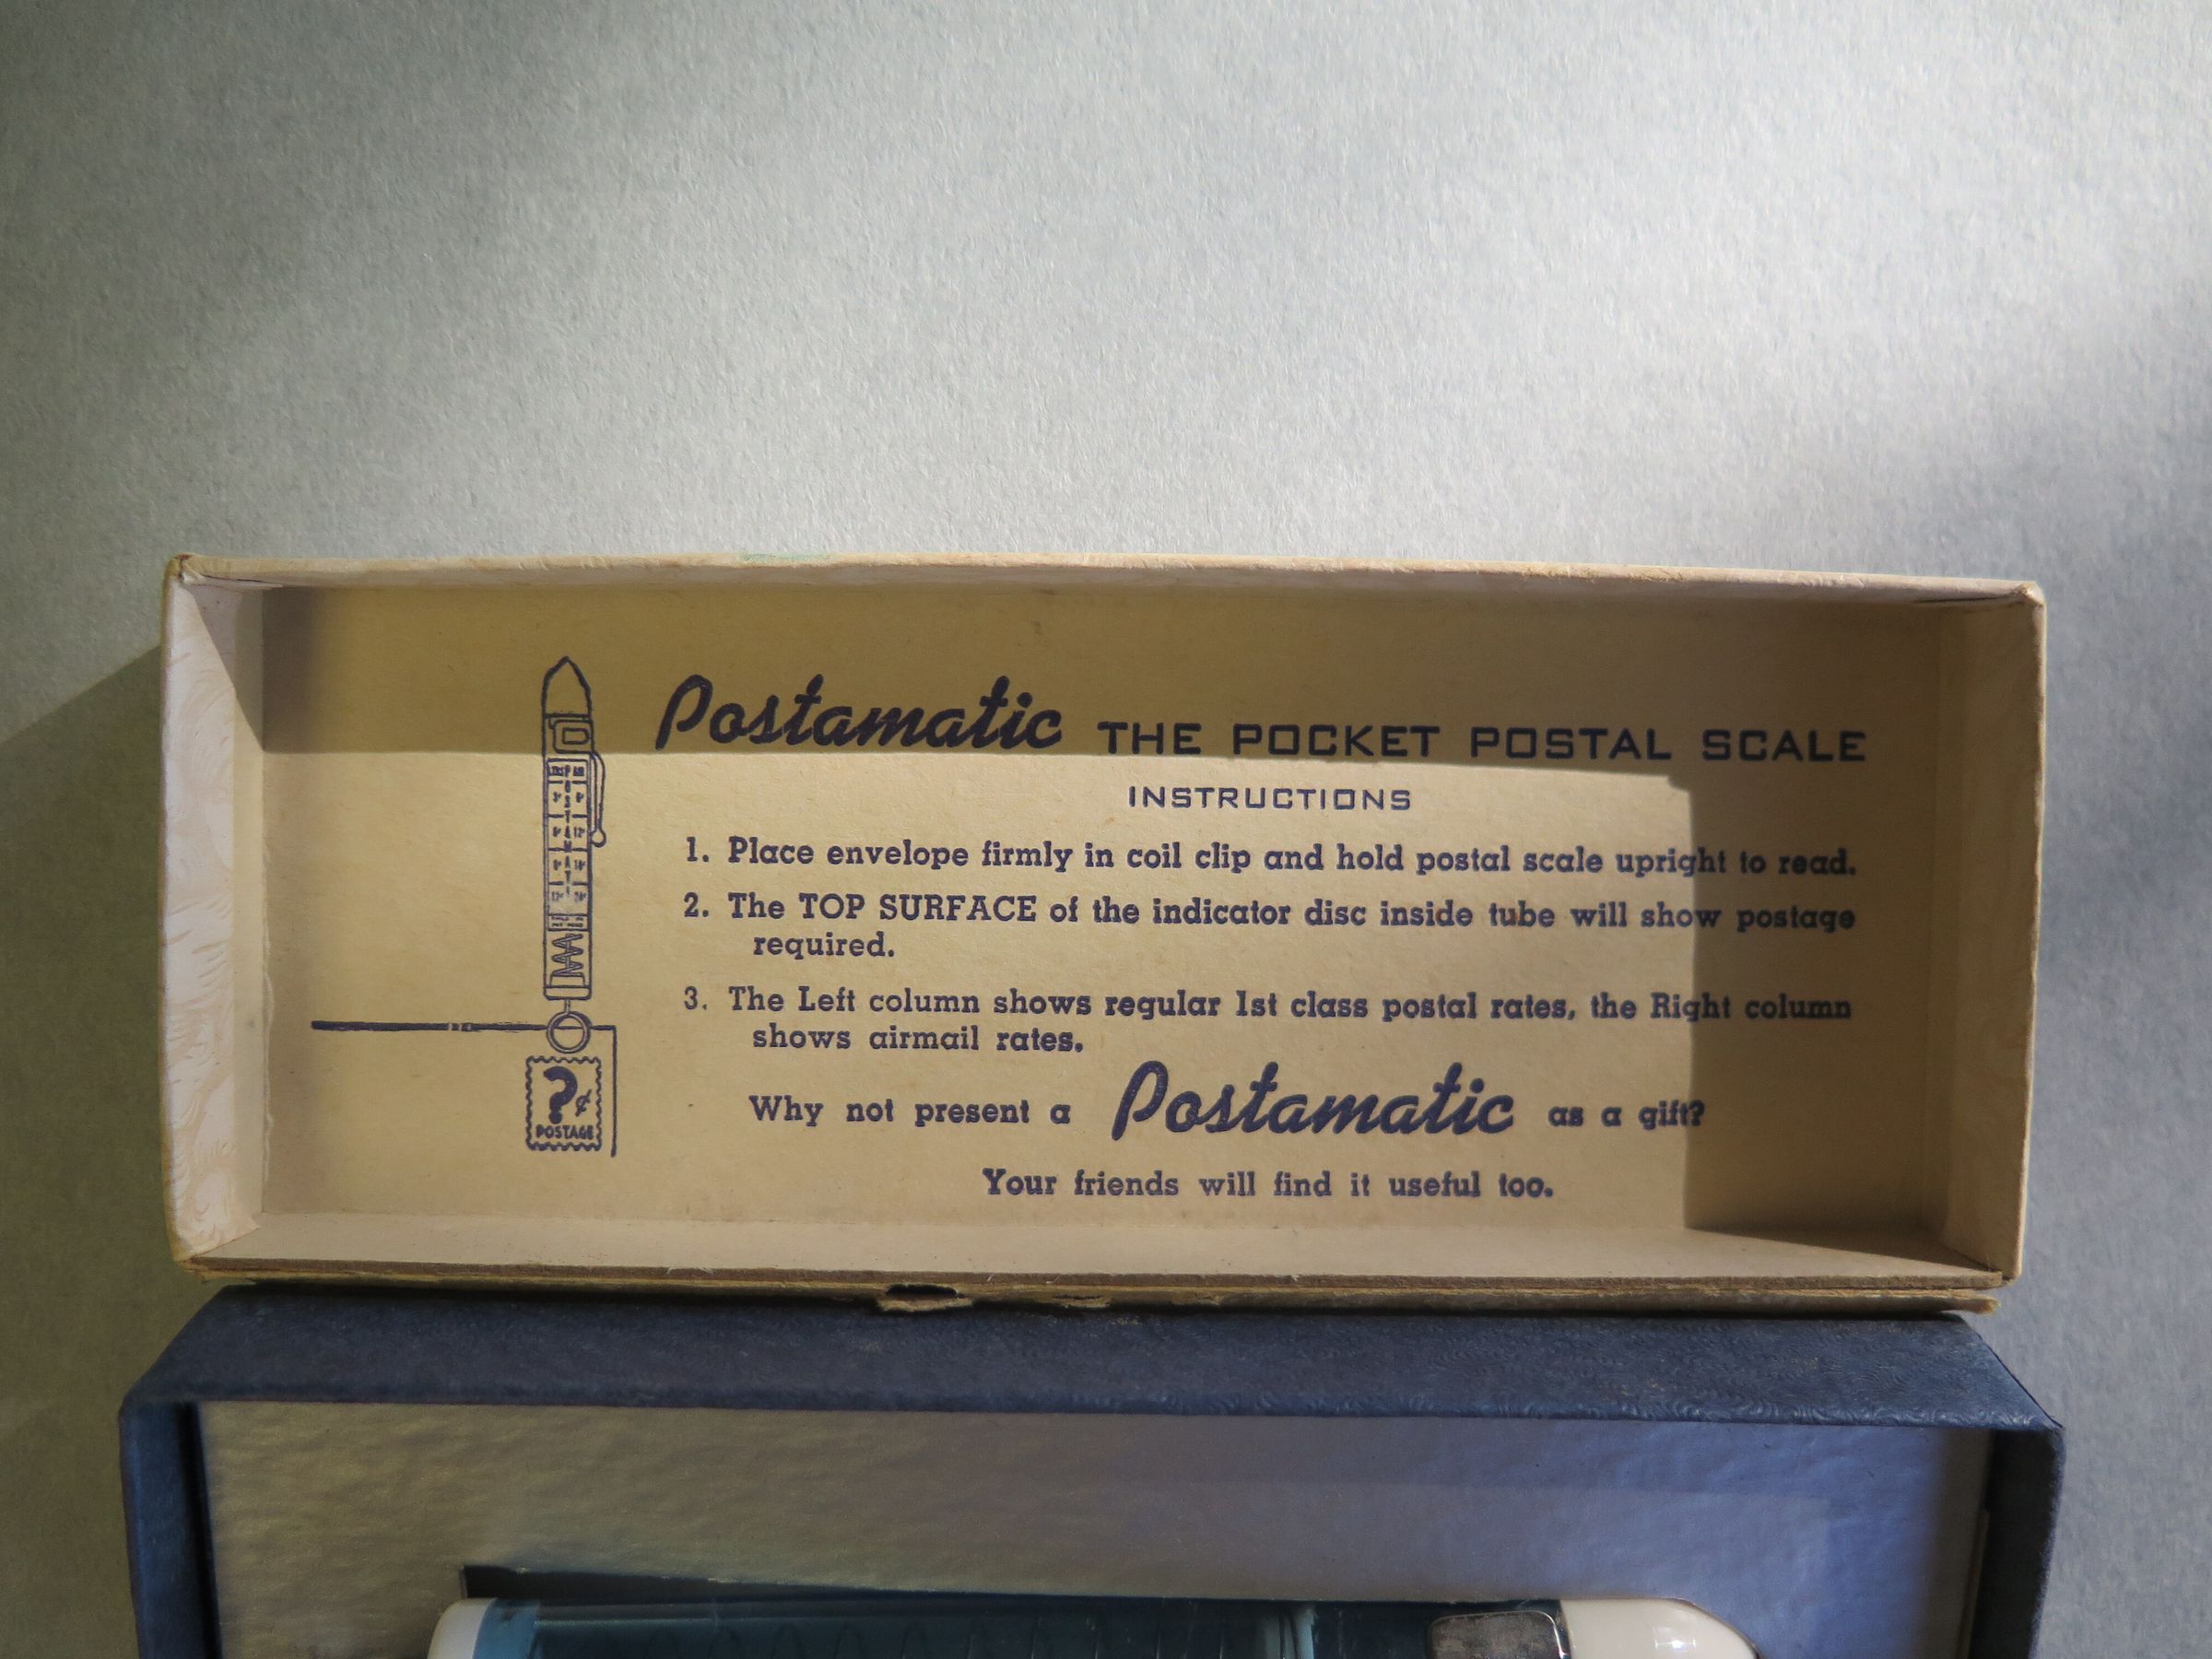 Postamatic THE POCKET POSTAL SCALE
INSTRUCTIONS
1. Place envelope firmly in coil clip and hold postal scale upright to read.
2. The TOP SURFACE of the indicator disc inside tube will show postage
required.
3. The Left column shows regular 1st class postal rates, the Right column
shows airmail rates.
?¢
POSTAGE
Why not present a Postamatic as a gift?
Your friends will find it useful too.